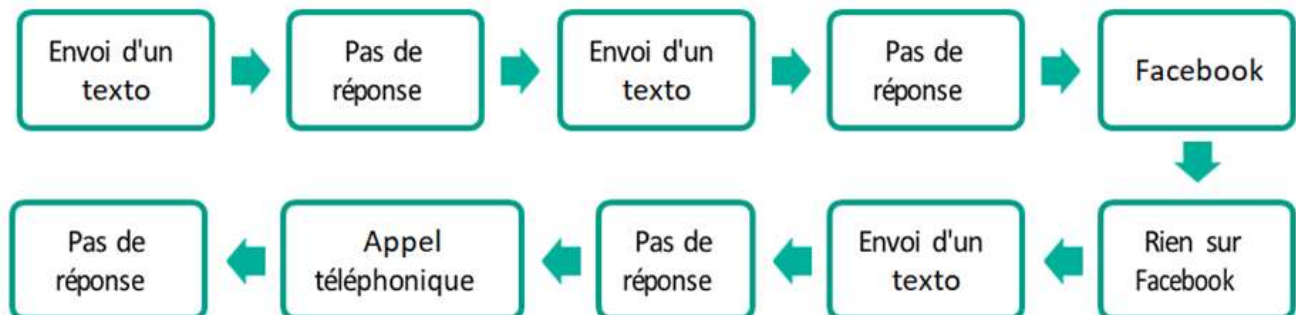 Envoi d'un
texto
Pas de
réponse
Envoi d'un
texto
Pas de
réponse
Facebook
Rien sur
Facebook
Envoi d'un
texto
Pas de
réponse
Appel
téléphonique
Pas de
réponse